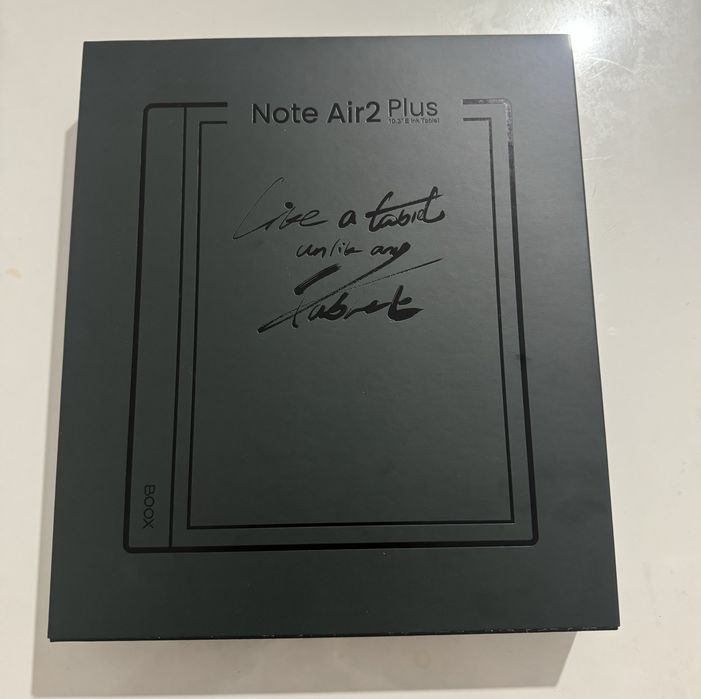 Note Air2 Plus
10.3" E Ink Tablet
Like a tablet
unlike any
tablet
BOOX